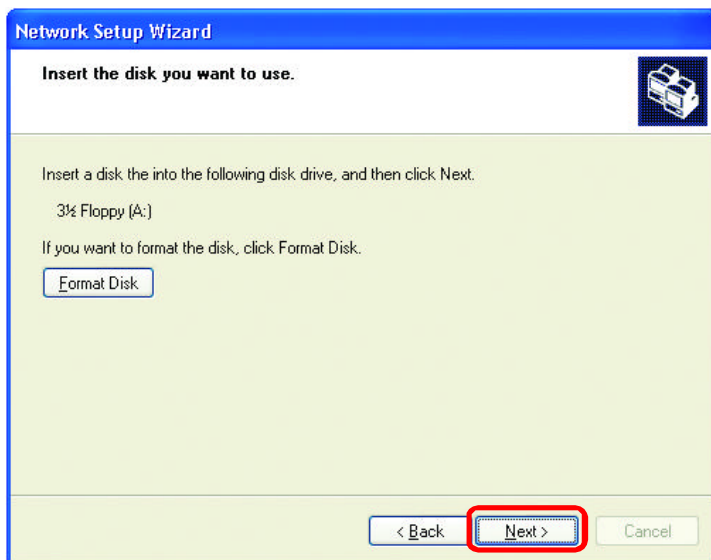 Network Setup Wizard
Insert the disk you want to use.
Insert a disk the into the following disk drive, and then click Next.
3½ Floppy (A:)
If you want to format the disk, click Format Disk.
Format Disk
< Back Next > Cancel